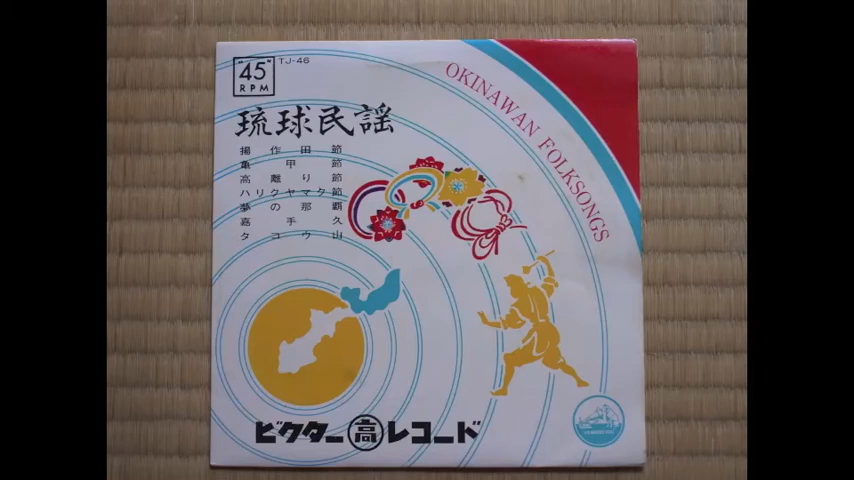 "45" RPM
TJ-46
OKINAWAN FOLKSONGS
琉球民謡
揚作田節
亀甲節
高離り節
ハリクヤマタ節
夢の那覇
嘉手久
タコウ山
ビクター高レコード